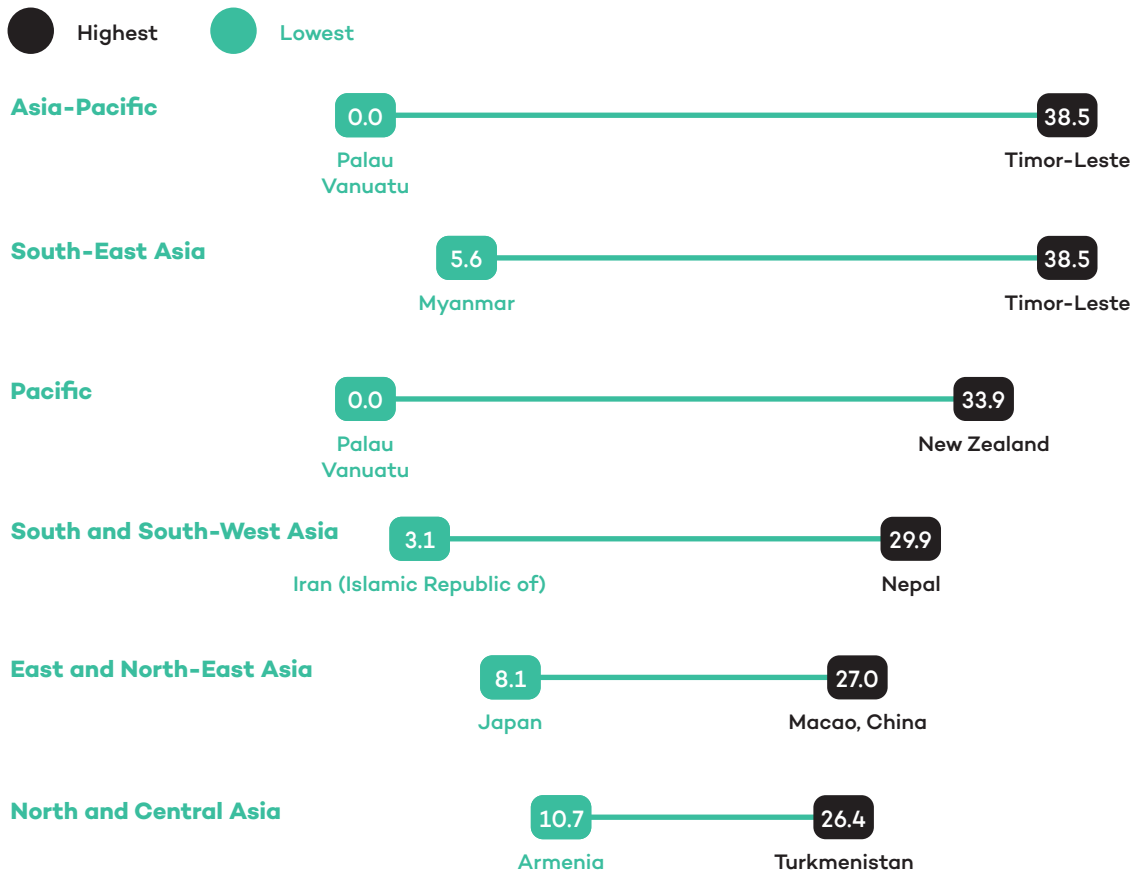 Highest Lowest
Asia-Pacific
0.0 38.5
Palau Timor-Leste
Vanuatu
South-East Asia
5.6 38.5
Myanmar Timor-Leste
Pacific
0.0 33.9
Palau New Zealand
Vanuatu
South and South-West Asia
3.1 29.9
Iran (Islamic Republic of) Nepal
East and North-East Asia
8.1 27.0
Japan Macao, China
North and Central Asia
10.7 26.4
Armenia Turkmenistan